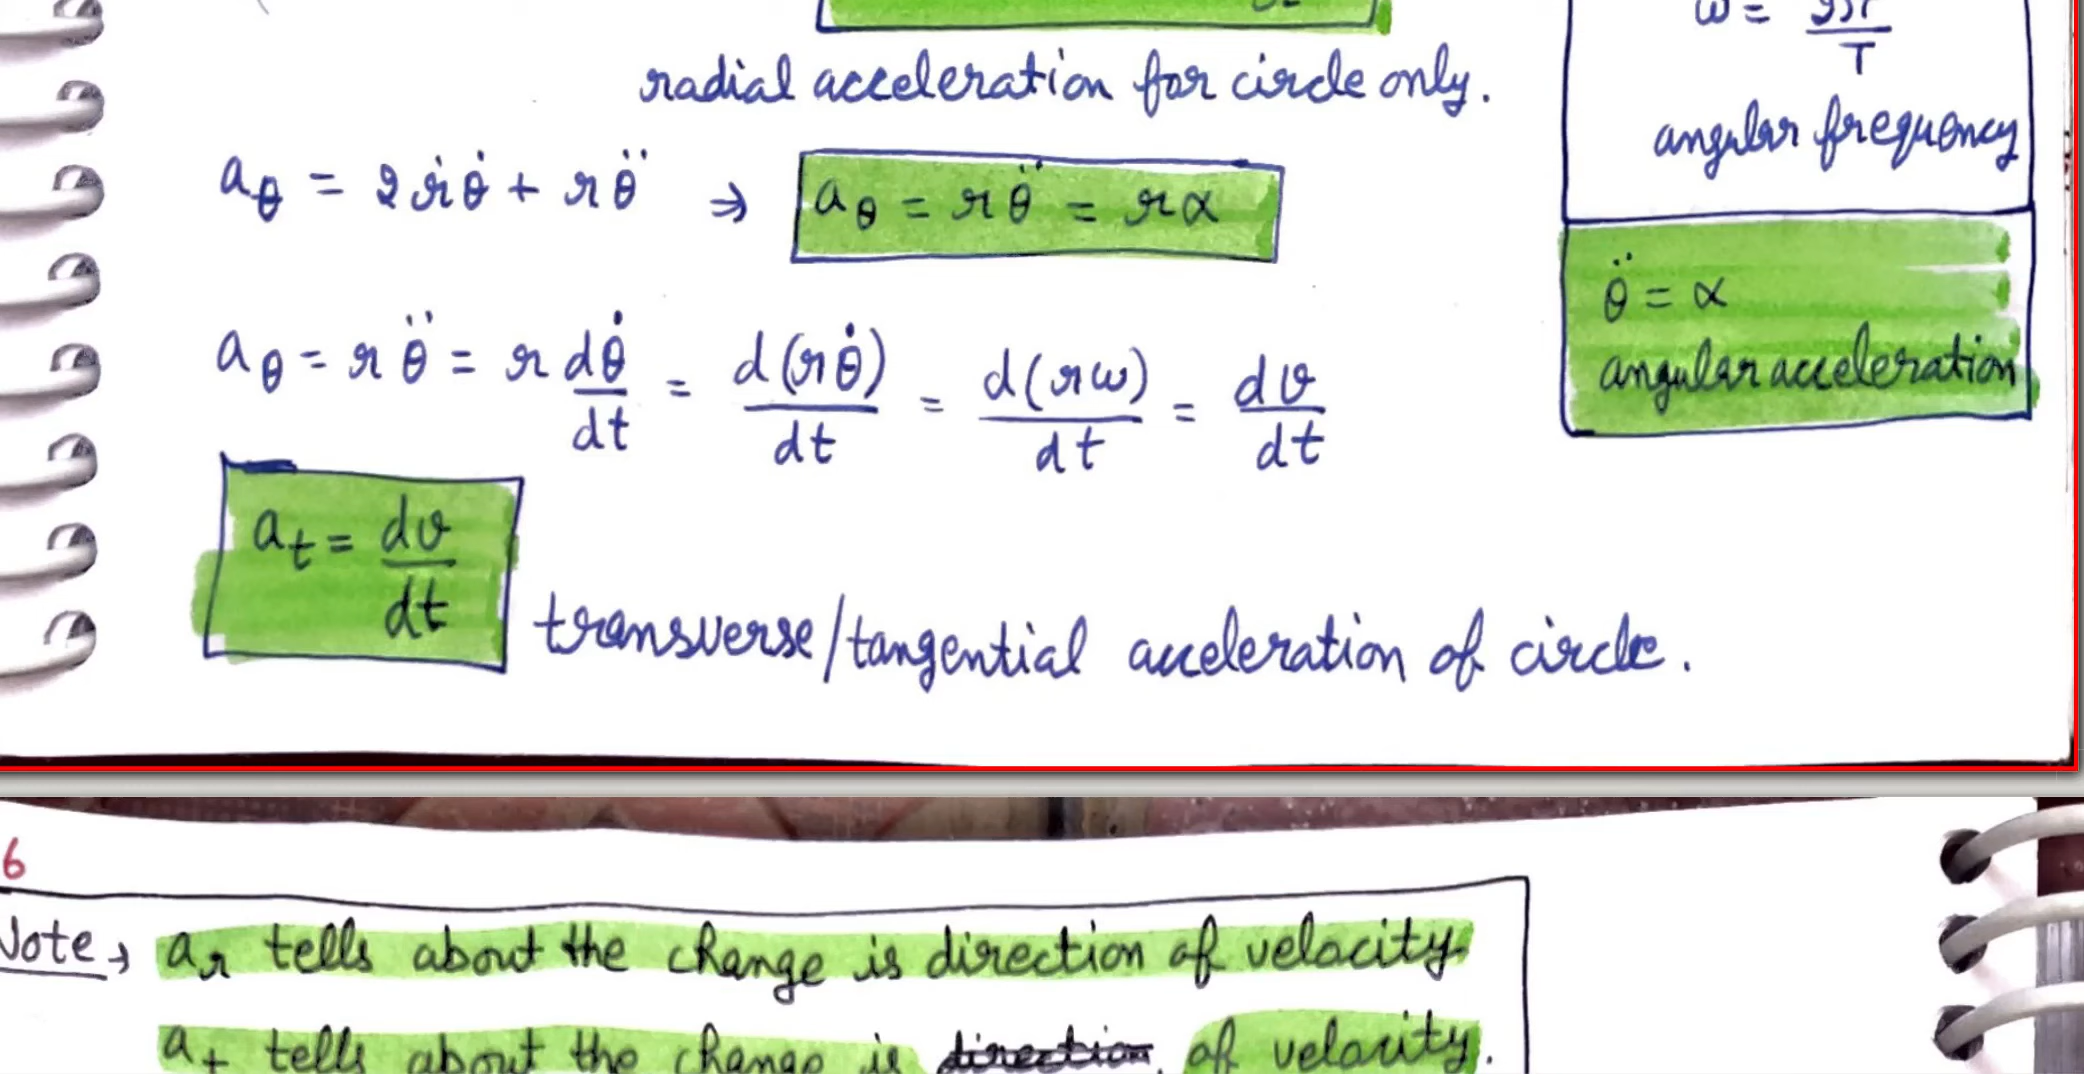 ω = 2π/T
radial acceleration for circle only.
angular frequency
a_θ = 2ṙθ̇ + rθ̈ ⇒ a_θ = rθ̈ = rα
θ̈ = α
angular acceleration
a_θ = rθ̈ = r dθ̇/dt = d(rθ̇)/dt = d(rω)/dt = dv/dt
a_t = dv/dt
transverse/tangential acceleration of circle.
6
Note → a_r tells about the change is direction of velocity.
a_t tells about the change is direction of velocity.